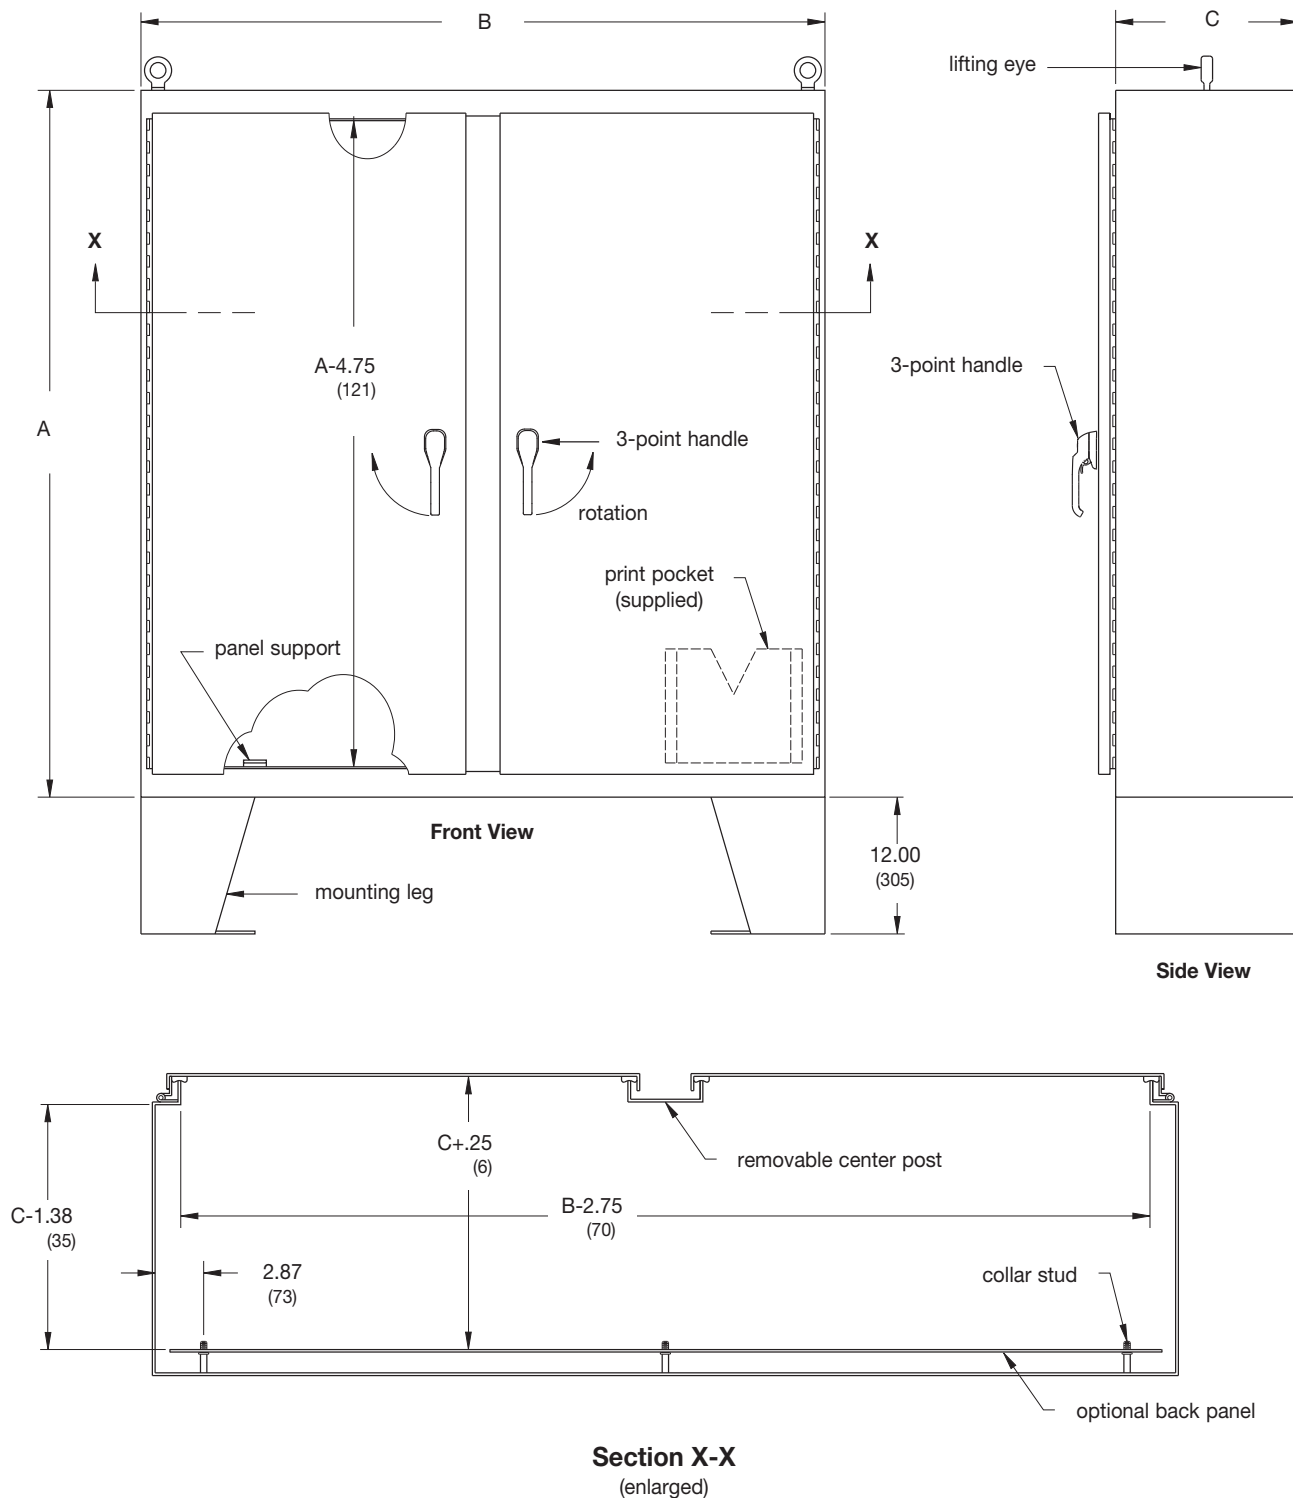 B
C
lifting eye
X
X
A-4.75
(121)
3-point handle
A
3-point handle
rotation
print pocket
(supplied)
panel support
Front View
12.00
(305)
mounting leg
Side View
C+.25
(6)
removable center post
B-2.75
(70)
C-1.38
(35)
2.87
(73)
collar stud
optional back panel
Section X-X
(enlarged)